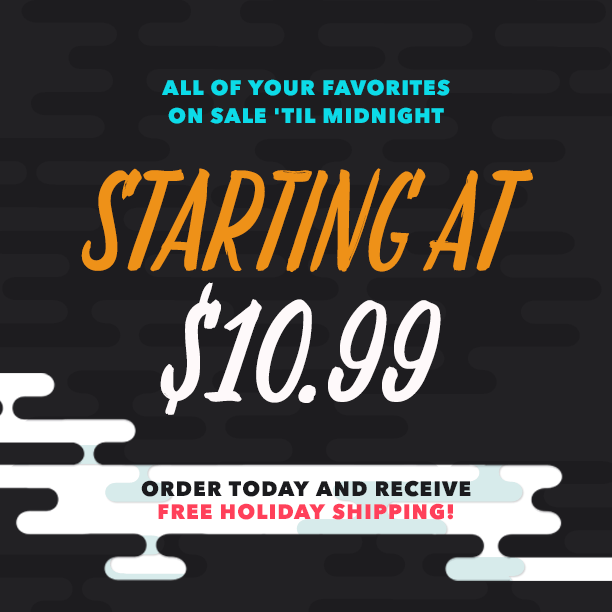 ALL OF YOUR FAVORITES
ON SALE 'TIL MIDNIGHT
STARTING AT
$10.99
ORDER TODAY AND RECEIVE
FREE HOLIDAY SHIPPING!